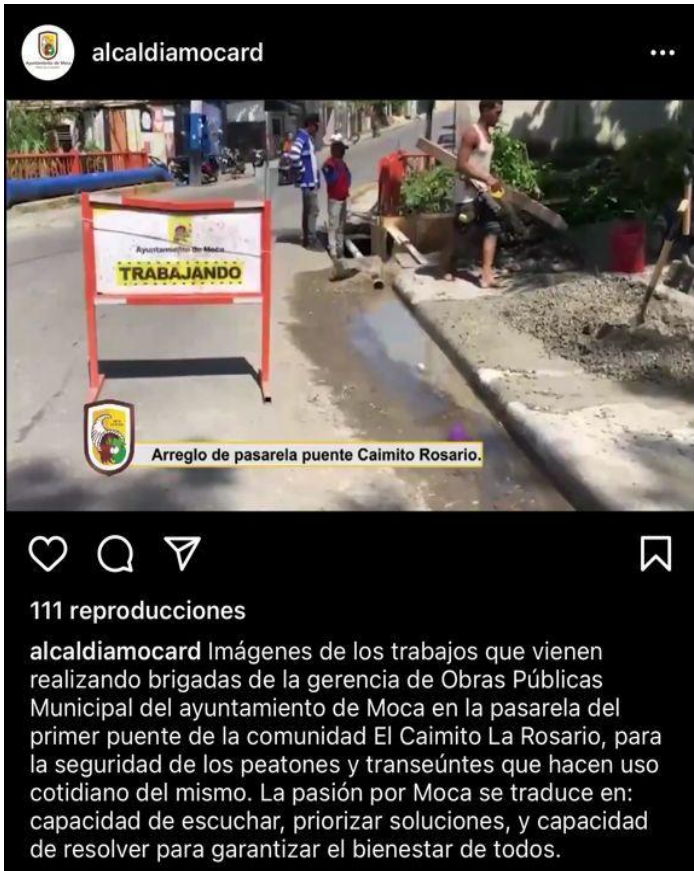 alcaldiamocard
Ayuntamiento de Moca
TRABAJANDO
Arreglo de pasarela puente Caimito Rosario.
111 reproducciones
alcaldiamocard Imágenes de los trabajos que vienen
realizando brigadas de la gerencia de Obras Públicas
Municipal del ayuntamiento de Moca en la pasarela del
primer puente de la comunidad El Caimito La Rosario, para
la seguridad de los peatones y transeúntes que hacen uso
cotidiano del mismo. La pasión por Moca se traduce en:
capacidad de escuchar, priorizar soluciones, y capacidad
de resolver para garantizar el bienestar de todos.